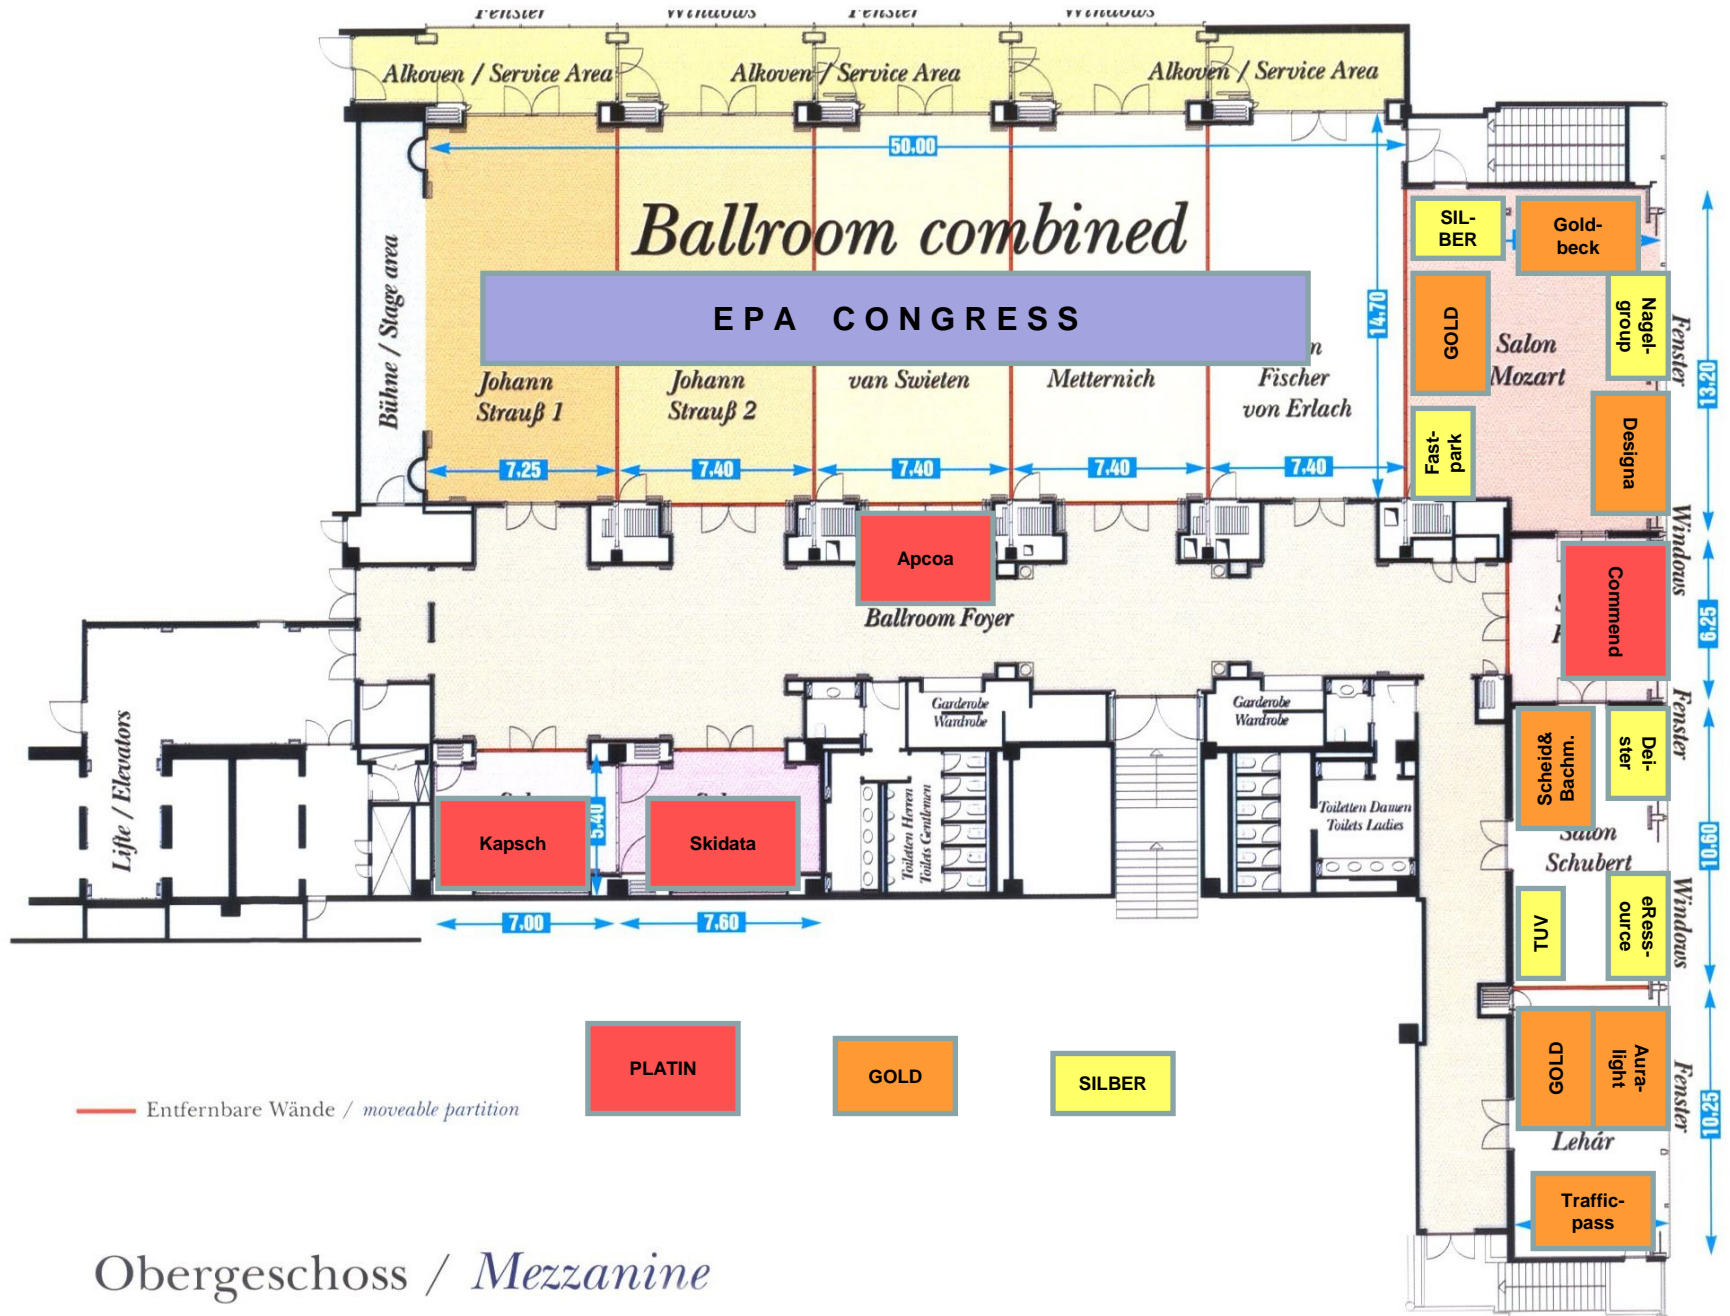 Fenster
Windows
Fenster
Windows
Alkoven / Service Area
Alkoven / Service Area
Alkoven / Service Area
50,00
Ballroom combined
Bühne / Stage area
EPA CONGRESS
14,70
Johann
Strauß 1
Johann
Strauß 2
van Swieten
Metternich
Fischer
von Erlach
7,25
7,40
7,40
7,40
7,40
SIL-
BER
Gold-
beck
GOLD
Nagel-
group
Salon
Mozart
Fast-
park
Designa
Fenster
13,20
Windows
Apcoa
Ballroom Foyer
Commend
6,25
Fenster
Lifte / Elevators
Garderobe
Wardrobe
Garderobe
Wardrobe
Kapsch
5,40
Skidata
Toiletten Herren
Toilets Gentlemen
Toiletten Damen
Toilets Ladies
7,00
7,60
Scheid&
Bachm.
Dei-
ster
Salon
Schubert
10,60
TUV
eRess-
ource
Windows
PLATIN
GOLD
SILBER
GOLD
Aura-
light
Fenster
10,25
Lehár
Traffic-
pass
Entfernbare Wände / moveable partition
Obergeschoss / Mezzanine